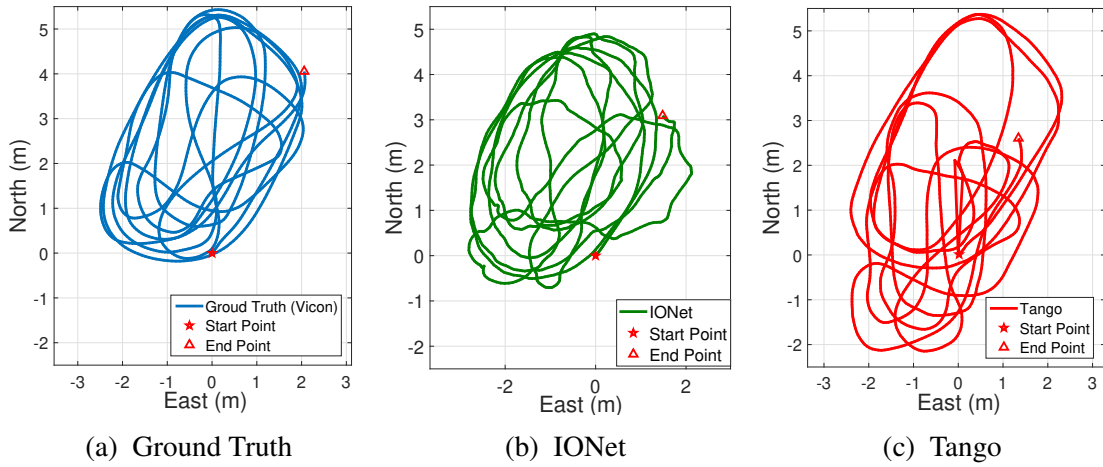 5
4
3
2
1
0
-1
-2
North (m)
-3 -2 -1 0 1 2 3
East (m)
Groud Truth (Vicon)
Start Point
End Point
(a) Ground Truth
5
4
3
2
1
0
-1
-2
North (m)
-2 0 2
East (m)
IONet
Start Point
End Point
(b) IONet
5
4
3
2
1
0
-1
-2
North (m)
-3 -2 -1 0 1 2 3
East (m)
Tango
Start Point
End Point
(c) Tango